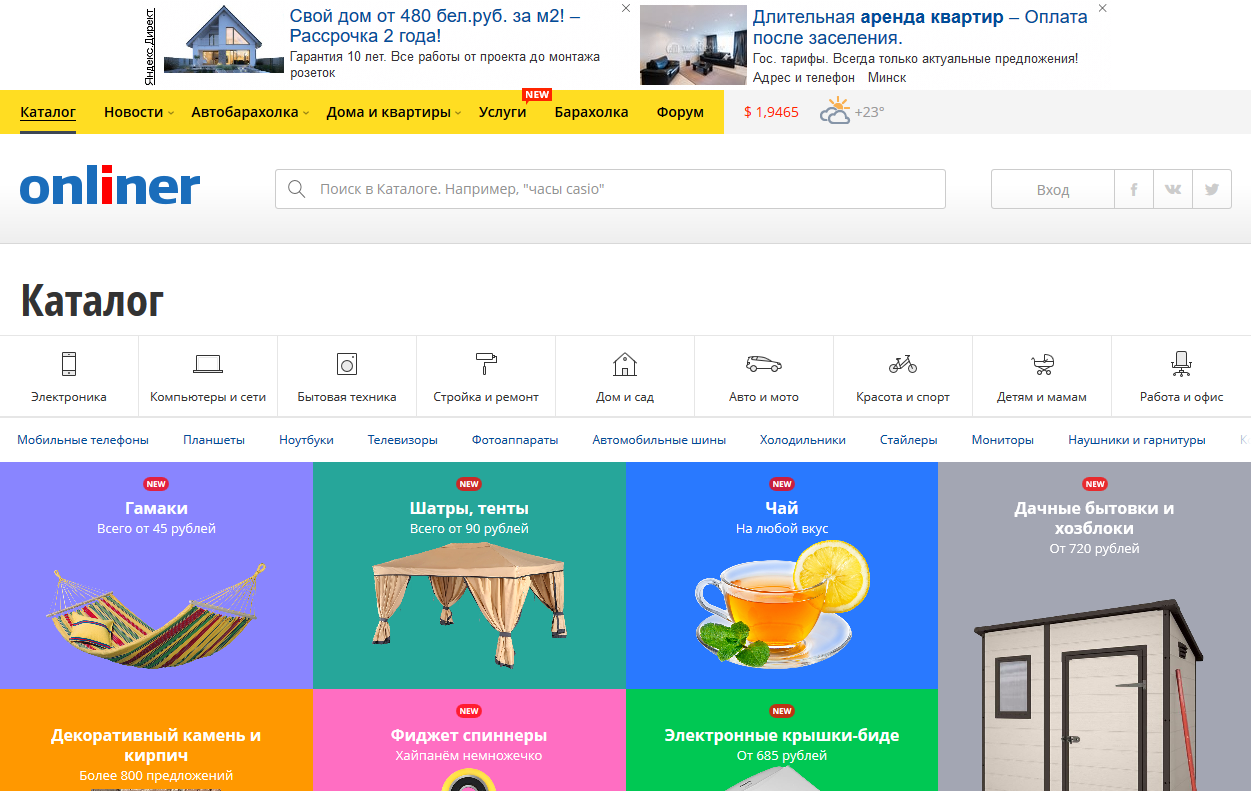 Яндекс.Директ
Свой дом от 480 бел.руб. за м2! –
Рассрочка 2 года!
Гарантия 10 лет. Все работы от проекта до монтажа
розеток
Длительная аренда квартир – Оплата
после заселения.
Гос. тарифы. Всегда только актуальные предложения!
Адрес и телефон Минск
NEW
Каталог Новости Автобарахолка Дома и квартиры Услуги Барахолка Форум $ 1,9465 +23°
onliner
Поиск в Каталоге. Например, "часы casio"
Вход
Каталог
Электроника Компьютеры и сети Бытовая техника Стройка и ремонт Дом и сад Авто и мото Красота и спорт Детям и мамам Работа и офис
Мобильные телефоны Планшеты Ноутбуки Телевизоры Фотоаппараты Автомобильные шины Холодильники Стайлеры Мониторы Наушники и гарнитуры
NEW
Гамаки
Всего от 45 рублей
NEW
Шатры, тенты
Всего от 90 рублей
NEW
Чай
На любой вкус
NEW
Дачные бытовки и
хозблоки
От 720 рублей
Декоративный камень и
кирпич
Более 800 предложений
NEW
Фиджет спиннеры
Хайпанём немножечко
NEW
Электронные крышки-биде
От 685 рублей